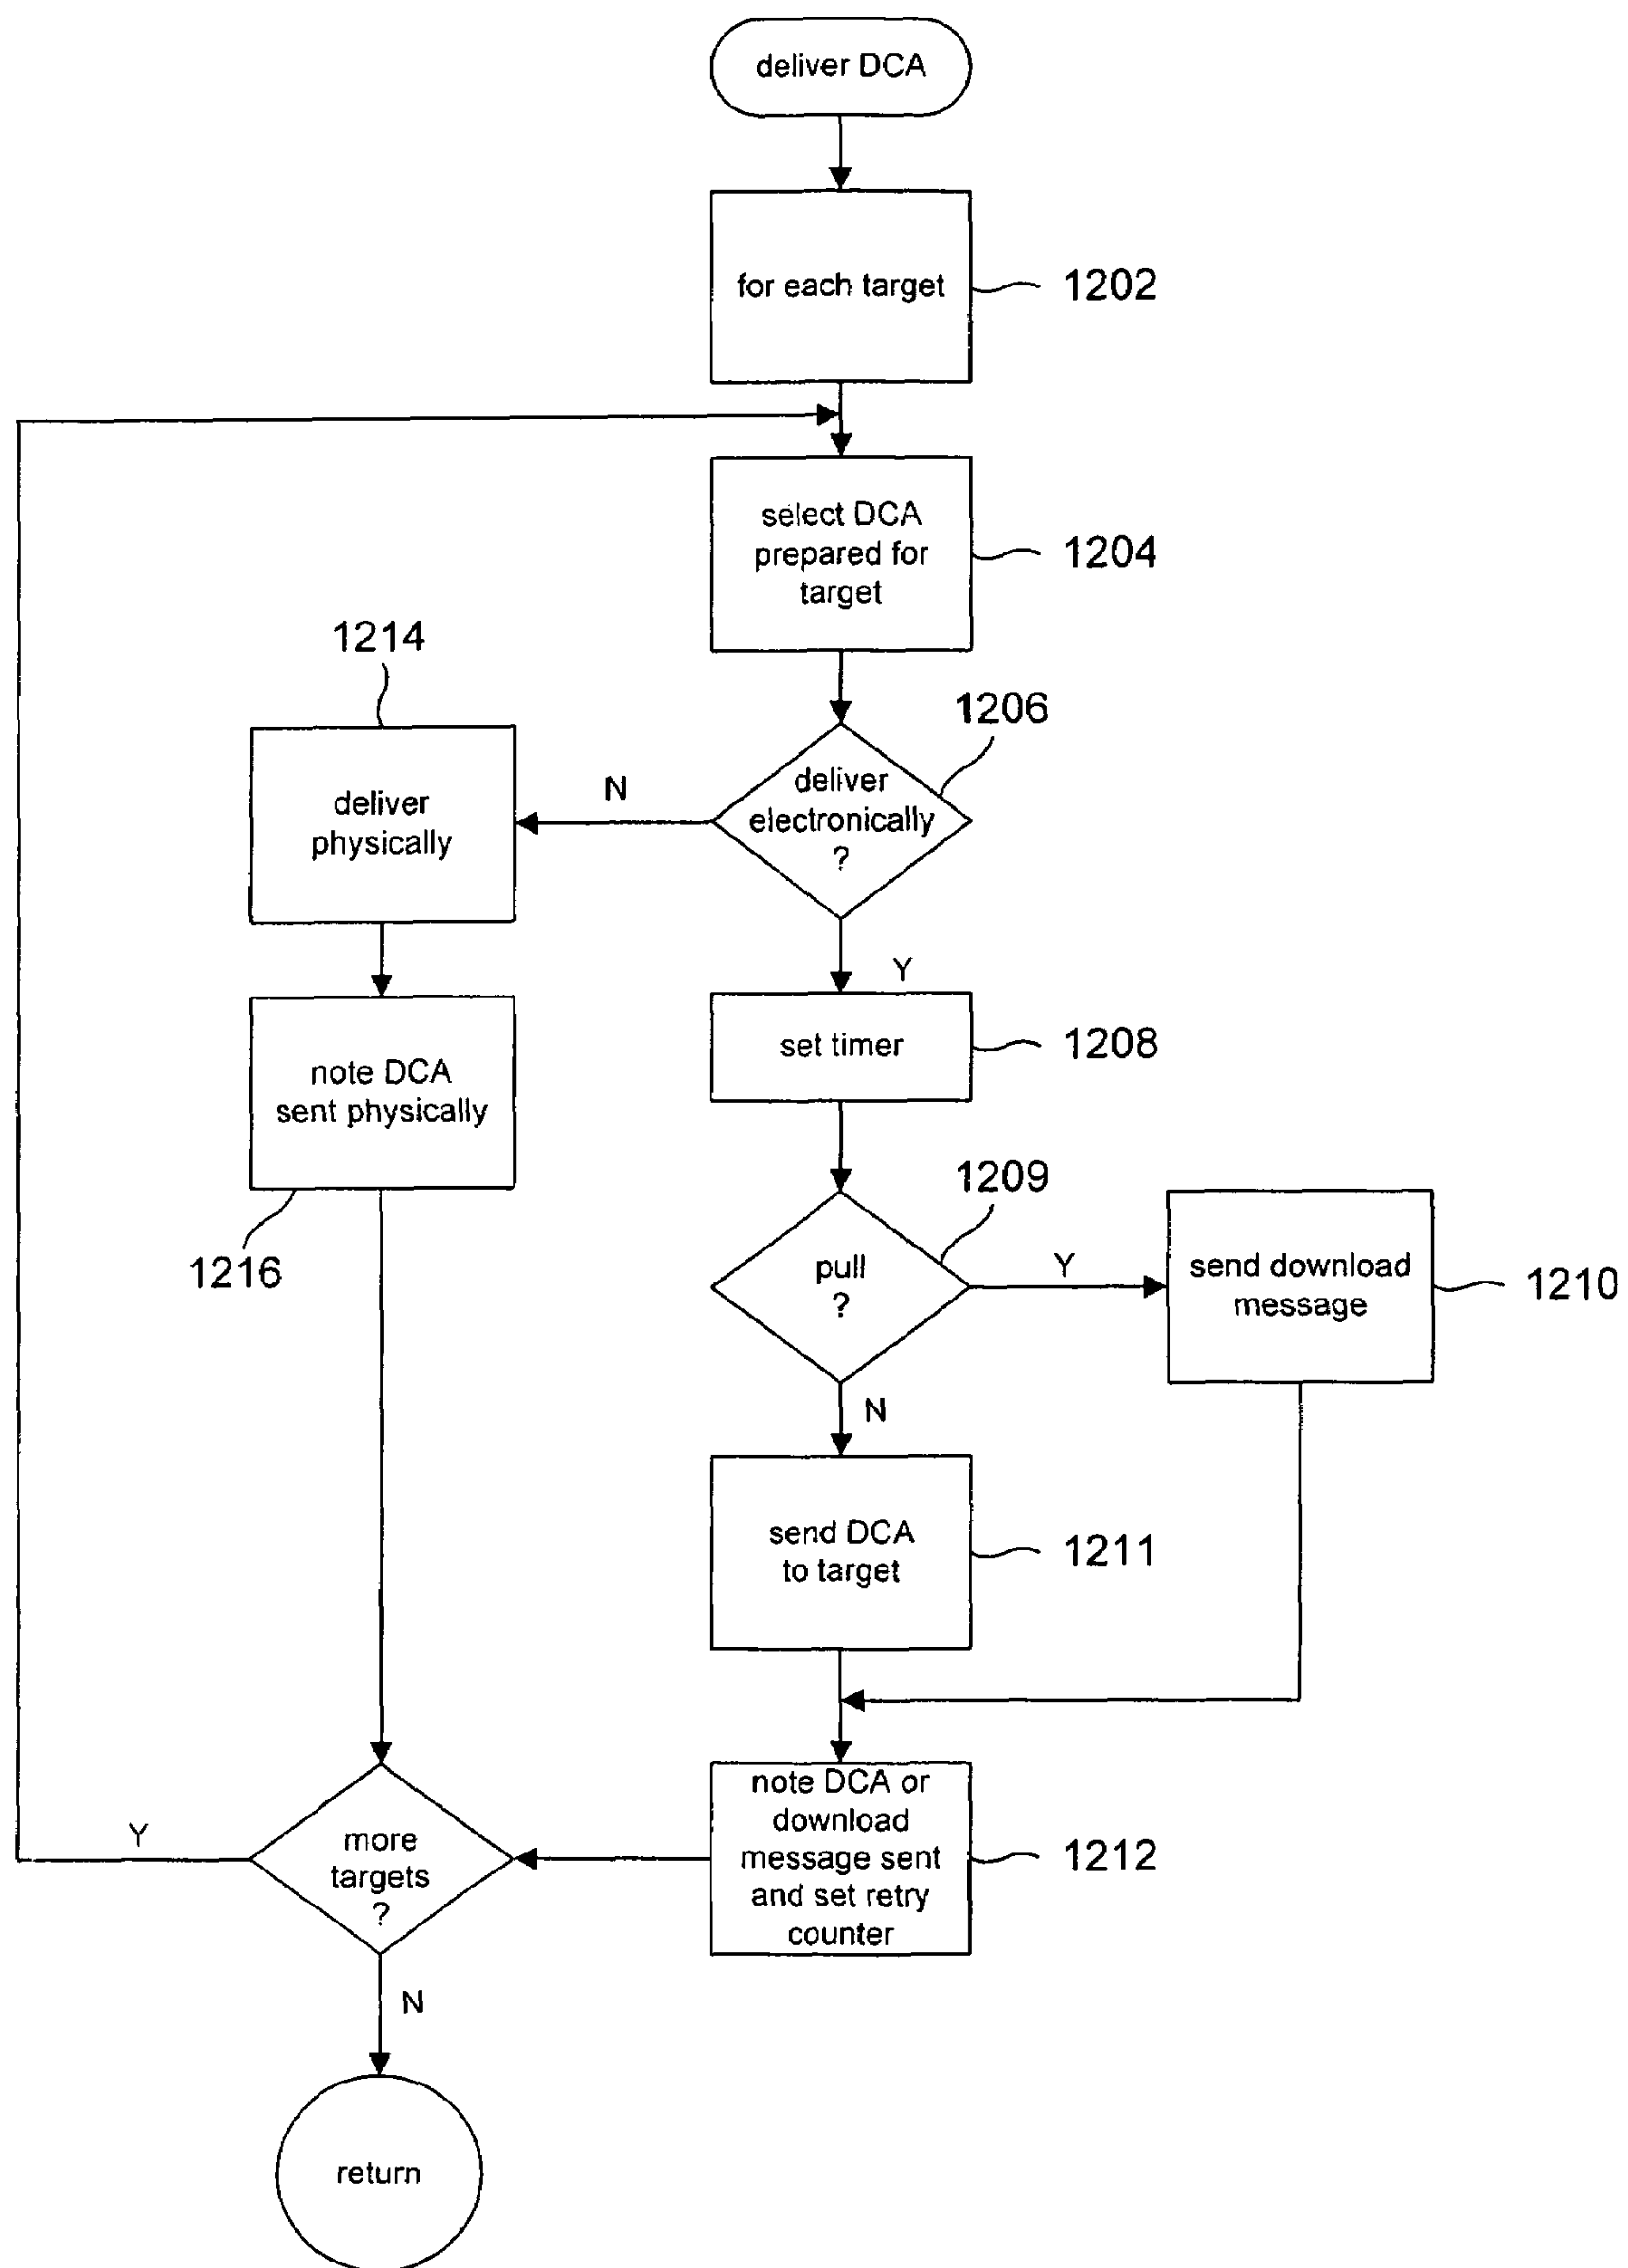 deliver DCA
for each target
1202
select DCA
prepared for
target
1204
1214
1206
deliver
physically
N
deliver
electronically
?
Y
note DCA
sent physically
1216
set timer
1208
1209
pull
?
Y
send download
message
1210
N
send DCA
to target
1211
note DCA or
download
message sent
and set retry
counter
1212
Y
more
targets
?
N
return